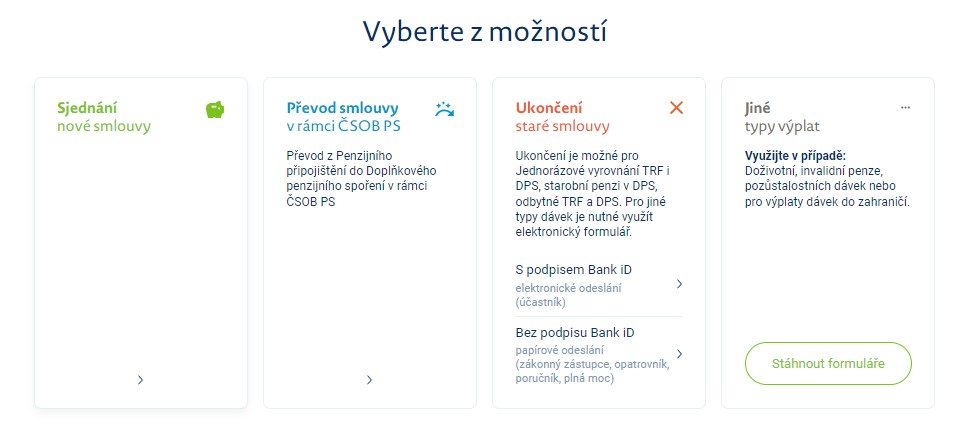 Vyberte z možností
Sjednání
nové smlouvy
Převod smlouvy
v rámci ČSOB PS
Převod z Penzijního
připojištění do Doplňkového
penzijního spoření v rámci
ČSOB PS
Ukončení
staré smlouvy
Ukončení je možné pro
Jednorázové vyrovnání TRF i
DPS, starobní penzi v DPS,
odbytné TRF a DPS. Pro jiné
typy dávek je nutné využít
elektronický formulář.
S podpisem Bank iD
elektronické odeslání
(účastník)
Bez podpisu Bank iD
papírové odeslání
(zákonný zástupce, opatrovník,
poručník, plná moc)
Jiné
typy výplat
Využijte v případě:
Doživotní, invalidní penze,
pozůstalostních dávek nebo
pro výplaty dávek do zahraničí.
Stáhnout formuláře